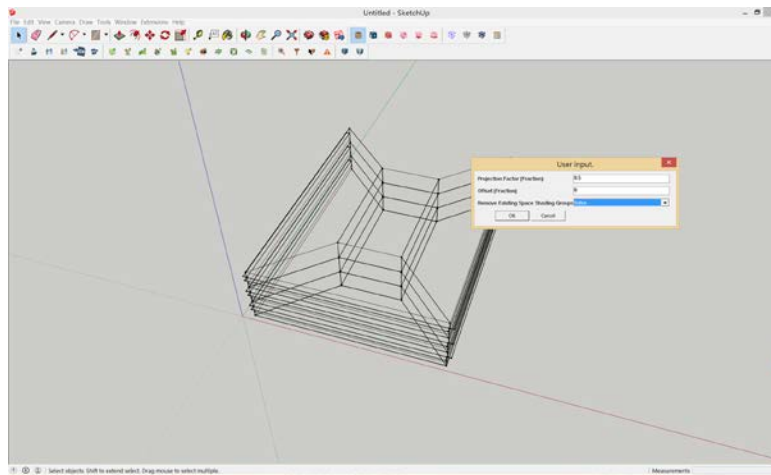 Untitled - SketchUp
File Edit View Camera Draw Tools Window Extensions Help
User input.
Projection Factor (Fraction) 0.5
Offset (Fraction) 0
Remove Existing Space Shading Groups
OK Cancel
Select objects. Shift to extend select. Drag mouse to select multiple.
Measurements